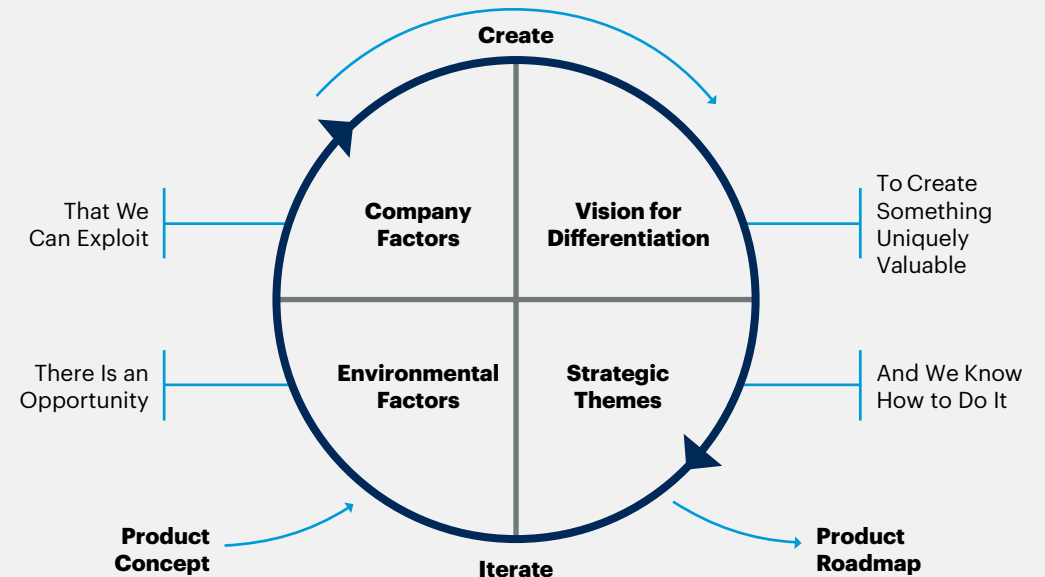 Create
That We
Can Exploit
Company
Factors
Vision for
Differentiation
To Create
Something
Uniquely
Valuable
There Is an
Opportunity
Environmental
Factors
Strategic
Themes
And We Know
How to Do It
Product
Concept
Iterate
Product
Roadmap